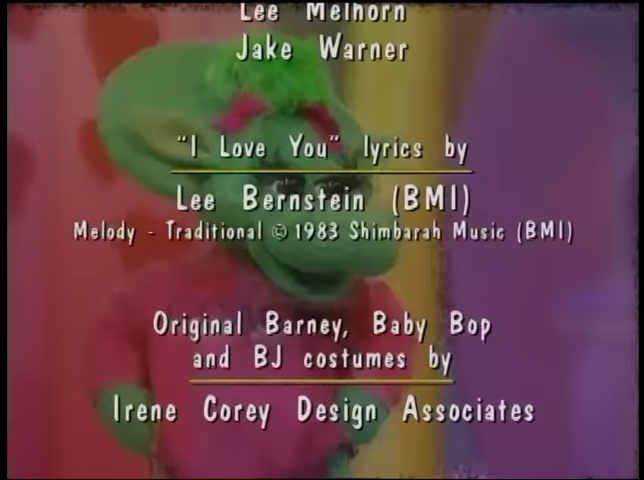 Lee Melhorn
Jake Warner
"I Love You" lyrics by
Lee Bernstein (BMI)
Melody - Traditional © 1983 Shimbarah Music (BMI)
Original Barney, Baby Bop
and BJ costumes by
Irene Corey Design Associates